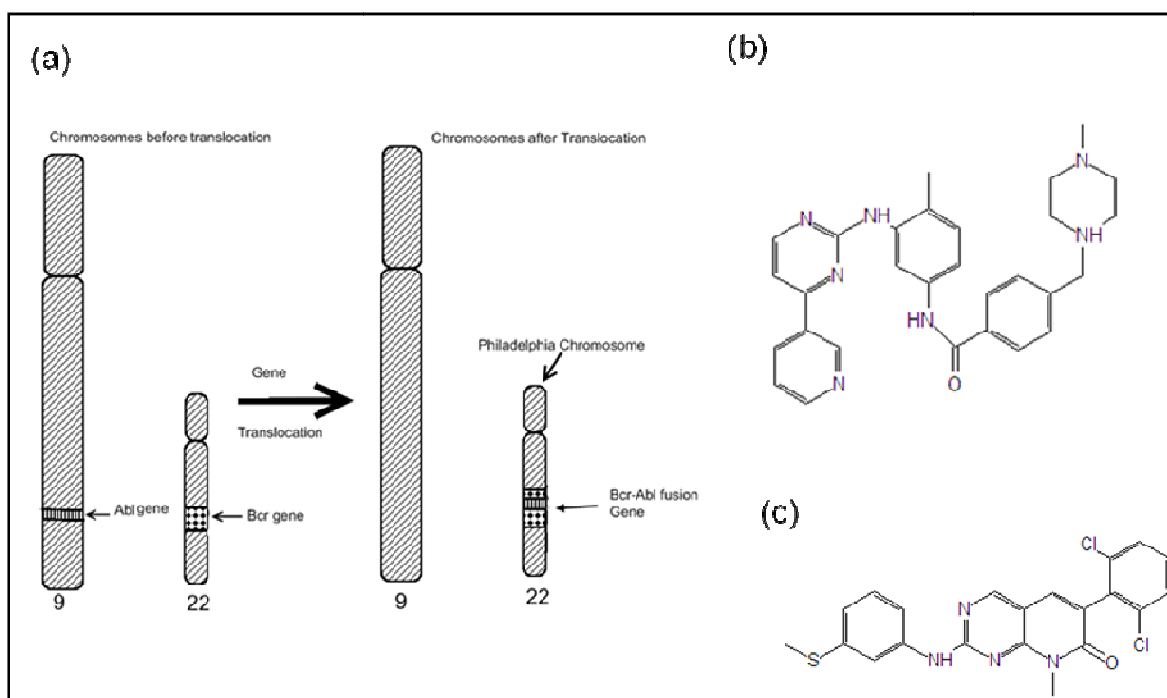 (a)
Chromosomes before translocation
Chromosomes after Translocation
Philadelphia Chromosome
Gene
Translocation
Abl gene
Bcr gene
Bcr-Abl fusion
Gene
9
22
9
22
(b)
N
N
NH
N
NH
HN
O
N
(c)
Cl
N
Cl
S
NH
N
N
O